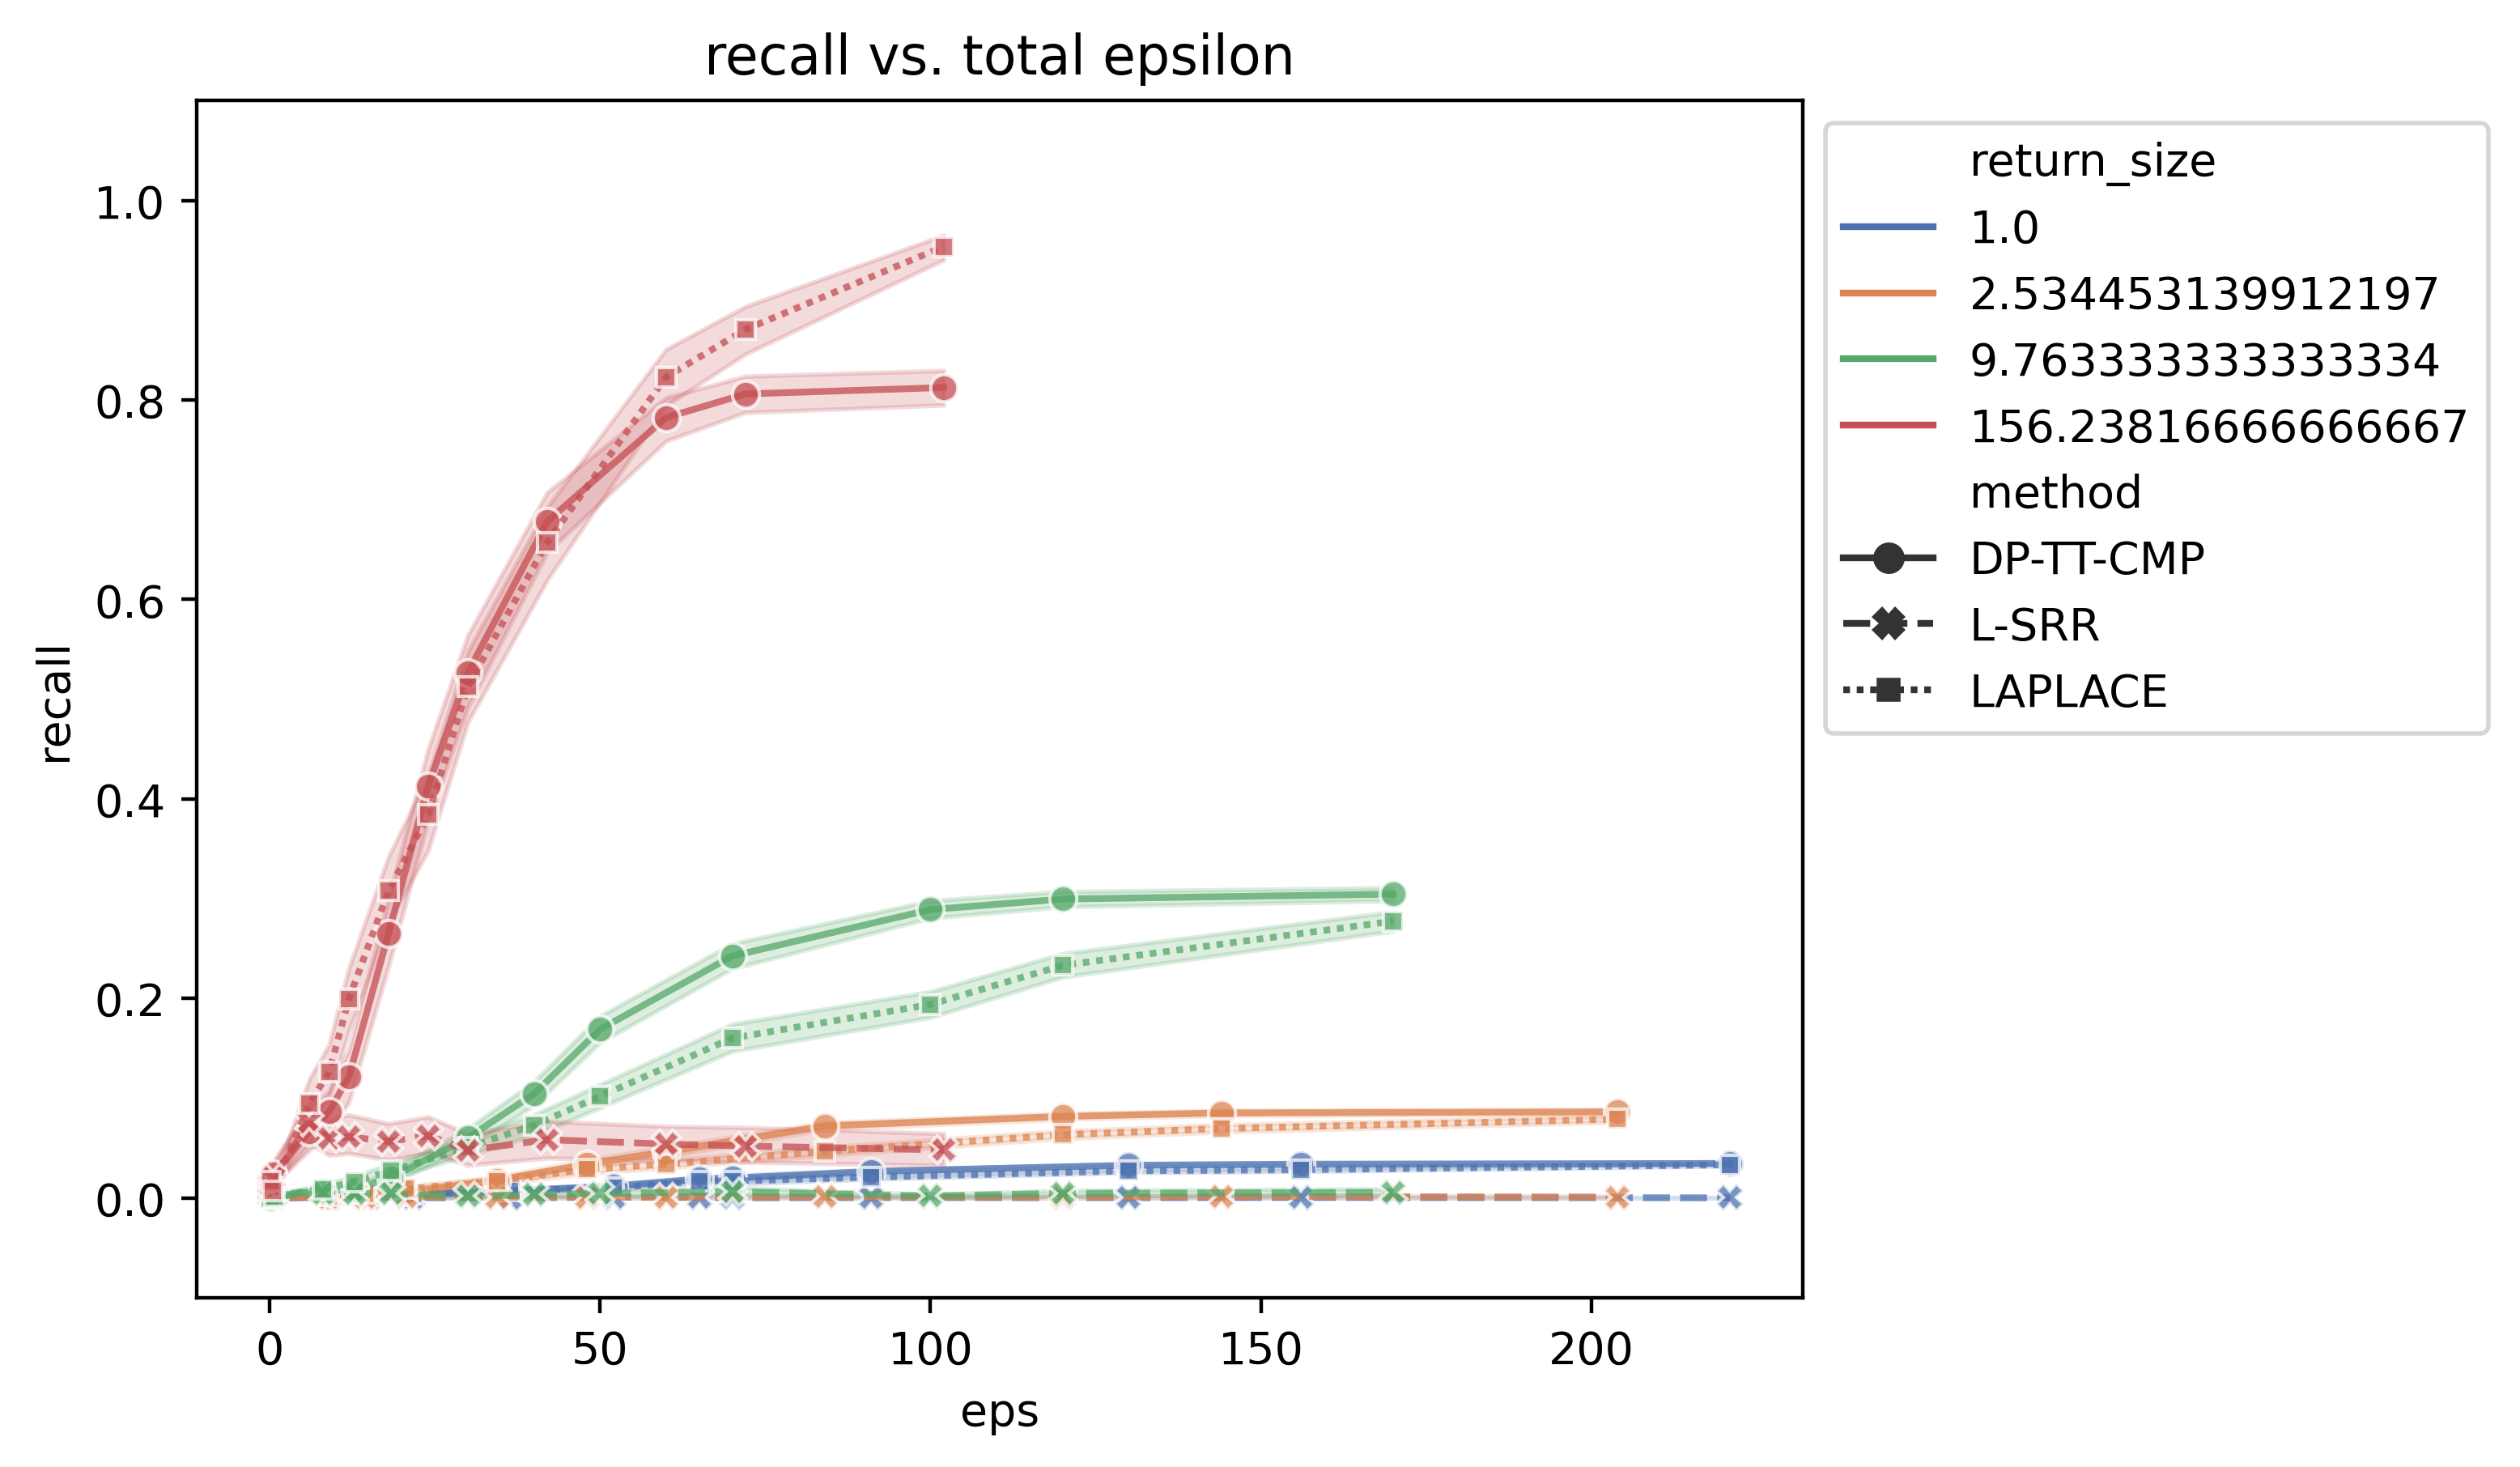 recall vs. total epsilon
recall
1.0
0.8
0.6
0.4
0.2
0.0
0 50 100 150 200
eps
return_size
1.0
2.534453139912197
9.763333333333334
156.23816666666667
method
DP-TT-CMP
L-SRR
LAPLACE